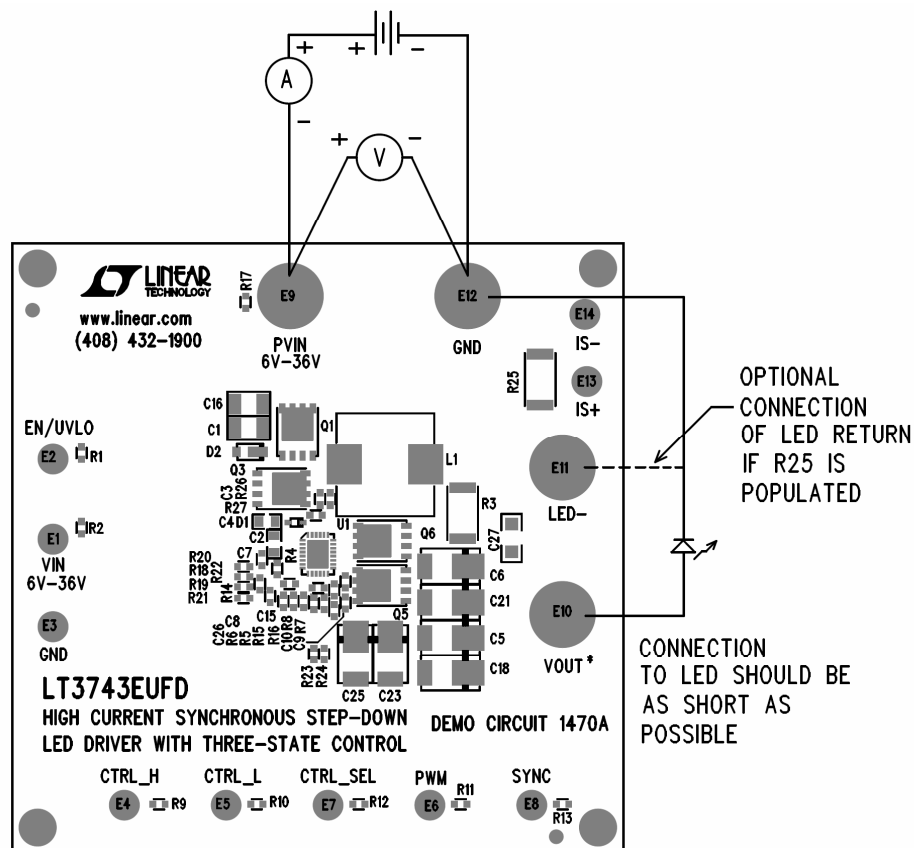 + + -
A
-
+ V -
LINEAR
TECHNOLOGY
www.linear.com
(408) 432-1900
R17
E9
PVIN
6V-36V
E12
GND
E14
IS-
E13
IS+
R25
OPTIONAL
CONNECTION
OF LED RETURN
IF R25 IS
POPULATED
EN/UVLO
E2
R1
C16
C1
D2
Q1
L1
E11
LED-
Q3
C3
R26
R27
C4
D1
C2
U1
R4
Q6
R3
C27
E1
R2
VIN
6V-36V
R20
R18
R19
R21
C7
R22
R14
C6
C21
C5
C18
E10
VOUT*
E3
GND
C26
C8
R6
R5
R15
C15
R16
C10
R8
C9
R7
Q5
R23
R24
C25
C23
CONNECTION
TO LED SHOULD BE
AS SHORT AS
POSSIBLE
LT3743EUFD
HIGH CURRENT SYNCHRONOUS STEP-DOWN
LED DRIVER WITH THREE-STATE CONTROL
DEMO CIRCUIT 1470A
CTRL_H
E4
R9
CTRL_L
E5
R10
CTRL_SEL
E7
R12
PWM
E6
R11
SYNC
E8
R13